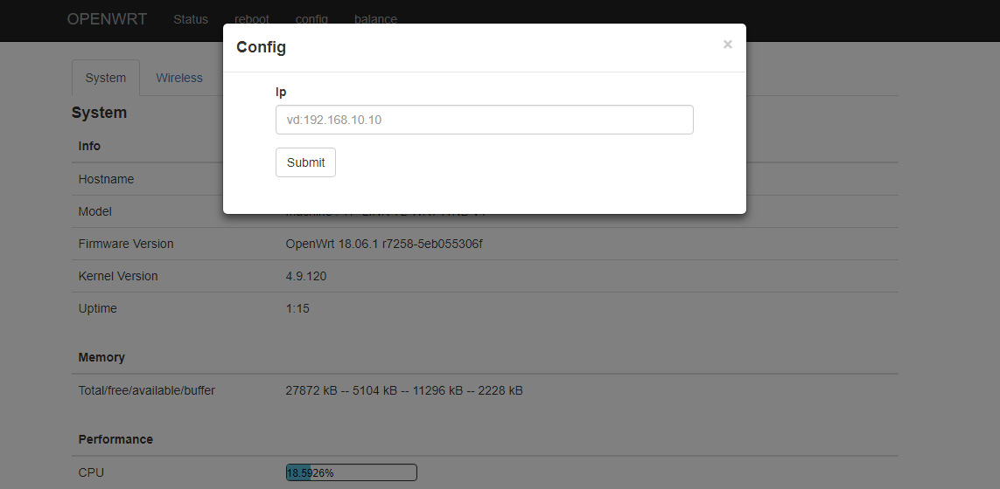 OPENWRT Status reboot config balance
Config ×
System Wireless
Ip
vd:192.168.10.10
Submit
System
Info
Hostname
Model
Firmware Version OpenWrt 18.06.1 r7258-5eb055306f
Kernel Version 4.9.120
Uptime 1:15
Memory
Total/free/available/buffer 27872 kB -- 5104 kB -- 11296 kB -- 2228 kB
Performance
CPU 18.5926%